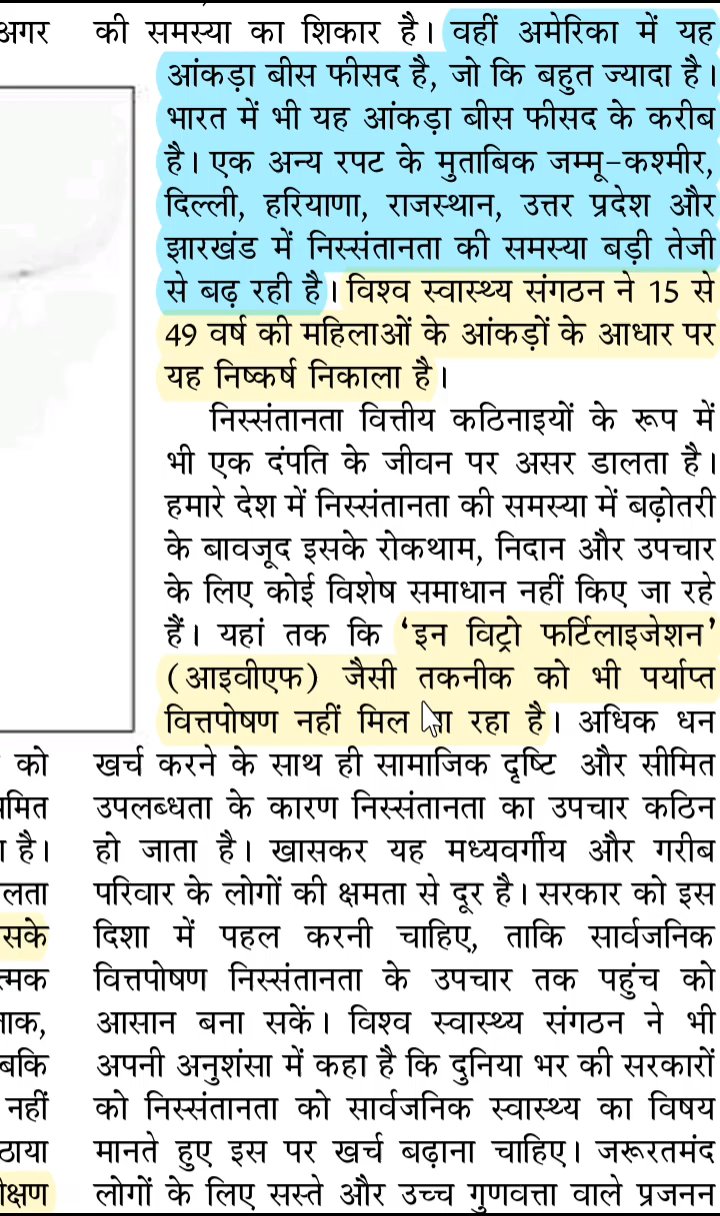 अगर
को
है।
लता
सके
त्मक
ताक,
बकि
नहीं
ठाया
की समस्या का शिकार है। वहीं अमेरिका में यह
आंकड़ा बीस फीसद है, जो कि बहुत ज्यादा है।
भारत में भी यह आंकड़ा बीस फीसद के करीब
है। एक अन्य रपट के मुताबिक जम्मू-कश्मीर,
दिल्ली, हरियाणा, राजस्थान, उत्तर प्रदेश और
झारखंड में निस्संतानता की समस्या बड़ी तेजी
से बढ़ रही है। विश्व स्वास्थ्य संगठन ने 15 से
49 वर्ष की महिलाओं के आंकड़ों के आधार पर
यह निष्कर्ष निकाला है।
निस्संतानता वित्तीय कठिनाइयों के रूप में
भी एक दंपति के जीवन पर असर डालता है।
हमारे देश में निस्संतानता की समस्या में बढ़ोतरी
के बावजूद इसके रोकथाम, निदान और उपचार
के लिए कोई विशेष समाधान नहीं किए जा रहे
हैं। यहां तक कि ‘इन विट्रो फर्टिलाइजेशन’
(आइवीएफ) जैसी तकनीक को भी पर्याप्त
वित्तपोषण नहीं मिल पा रहा है। अधिक धन
खर्च करने के साथ ही सामाजिक दृष्टि और सीमित
उपलब्धता के कारण निस्संतानता का उपचार कठिन
हो जाता है। खासकर यह मध्यवर्गीय और गरीब
परिवार के लोगों की क्षमता से दूर है। सरकार को इस
दिशा में पहल करनी चाहिए, ताकि सार्वजनिक
वित्तपोषण निस्संतानता के उपचार तक पहुंच को
आसान बना सकें। विश्व स्वास्थ्य संगठन ने भी
अपनी अनुशंसा में कहा है कि दुनिया भर की सरकारों
को निस्संतानता को सार्वजनिक स्वास्थ्य का विषय
मानते हुए इस पर खर्च बढ़ाना चाहिए। जरूरतमंद
लोगों के लिए सस्ते और उच्च गुणवत्ता वाले प्रजनन